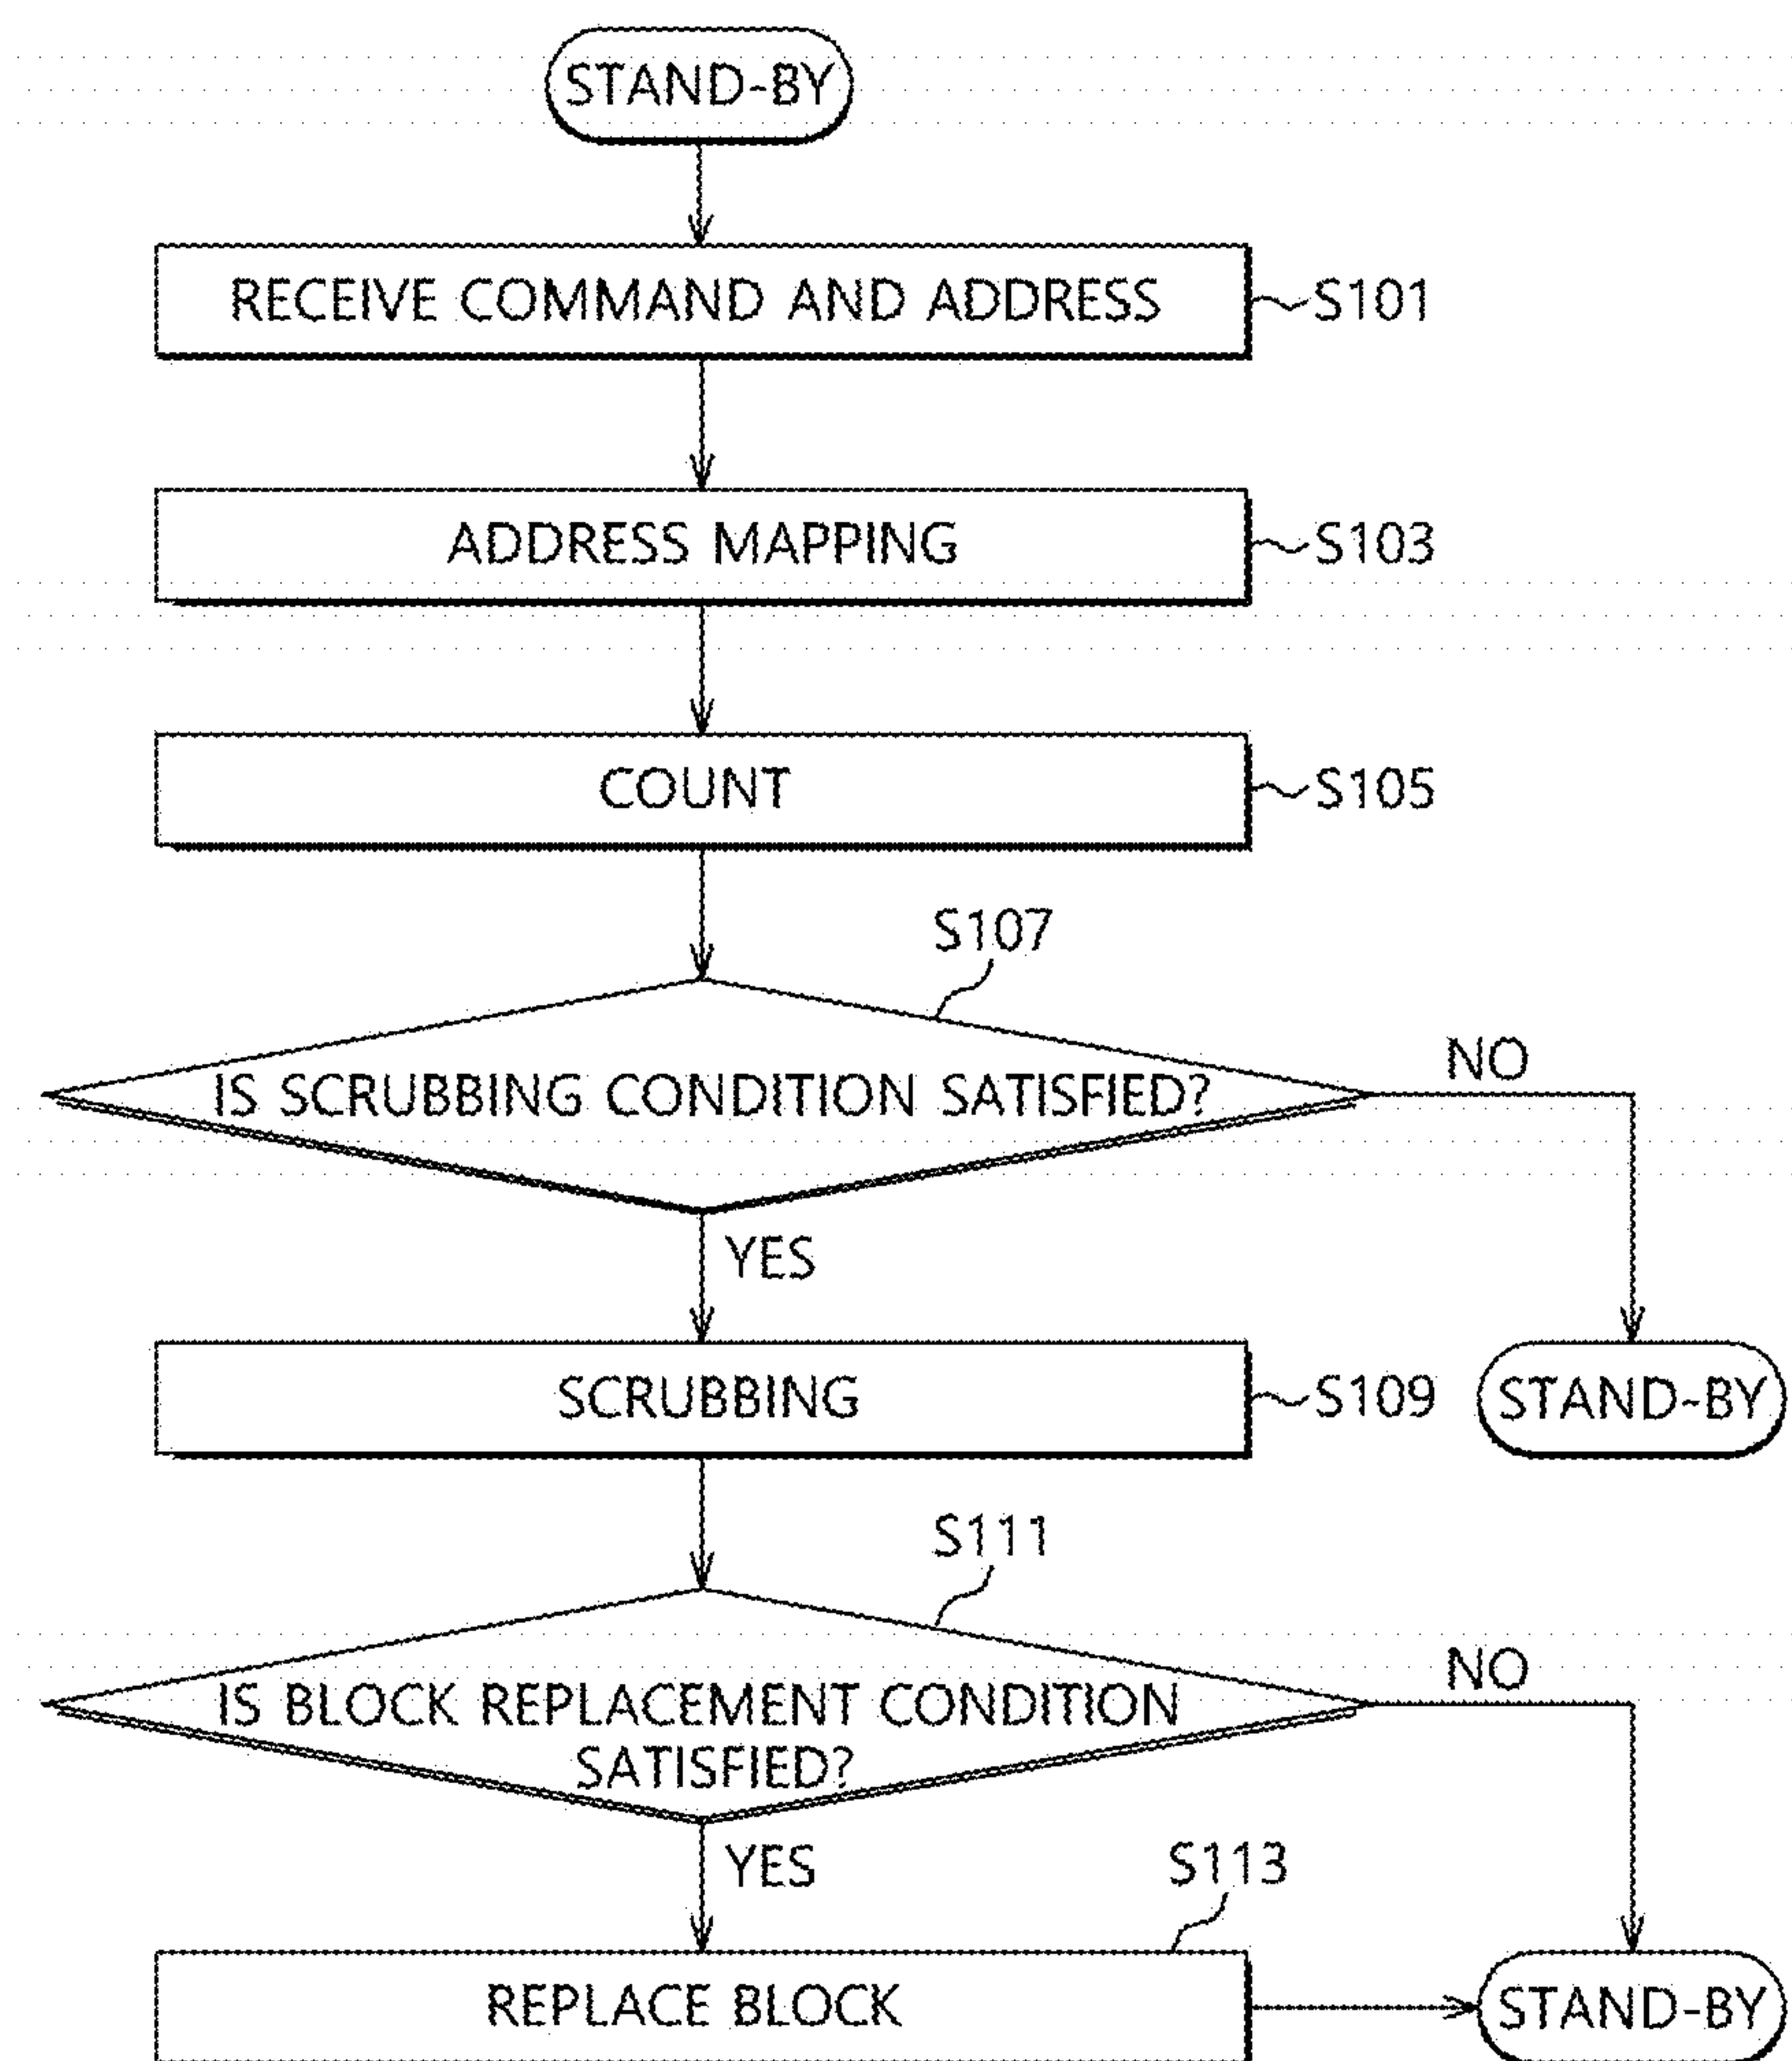 STAND-BY
RECEIVE COMMAND AND ADDRESS
S101
ADDRESS MAPPING
S103
COUNT
S105
S107
IS SCRUBBING CONDITION SATISFIED?
NO
YES
SCRUBBING
S109
STAND-BY
S111
IS BLOCK REPLACEMENT CONDITION
SATISFIED?
NO
YES
S113
REPLACE BLOCK
STAND-BY